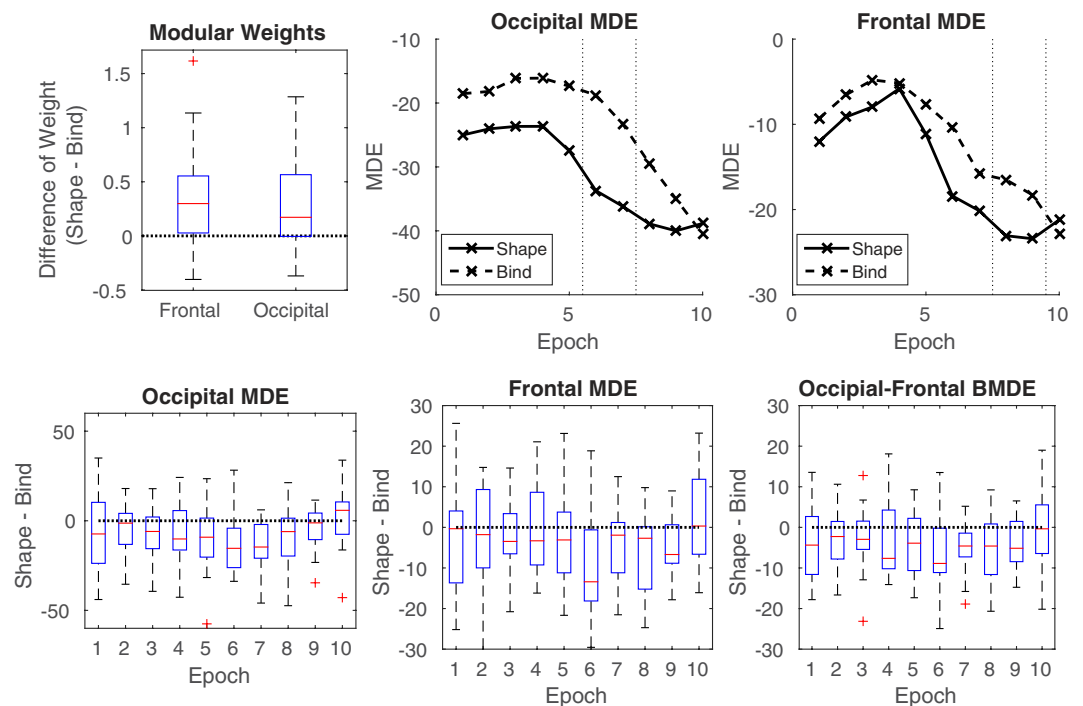 Modular Weights
Difference of Weight
(Shape - Bind)
1.5
1
0.5
0
-0.5
Frontal Occipital
Occipital MDE
MDE
-10
-20
-30
-40
-50
Shape
Bind
0 5 10
Epoch
Frontal MDE
MDE
0
-10
-20
-30
Shape
Bind
0 5 10
Epoch
Occipital MDE
Shape - Bind
50
0
-50
1 2 3 4 5 6 7 8 9 10
Epoch
Frontal MDE
Shape - Bind
30
20
10
0
-10
-20
-30
1 2 3 4 5 6 7 8 9 10
Epoch
Occipial-Frontal BMDE
Shape - Bind
30
20
10
0
-10
-20
-30
1 2 3 4 5 6 7 8 9 10
Epoch